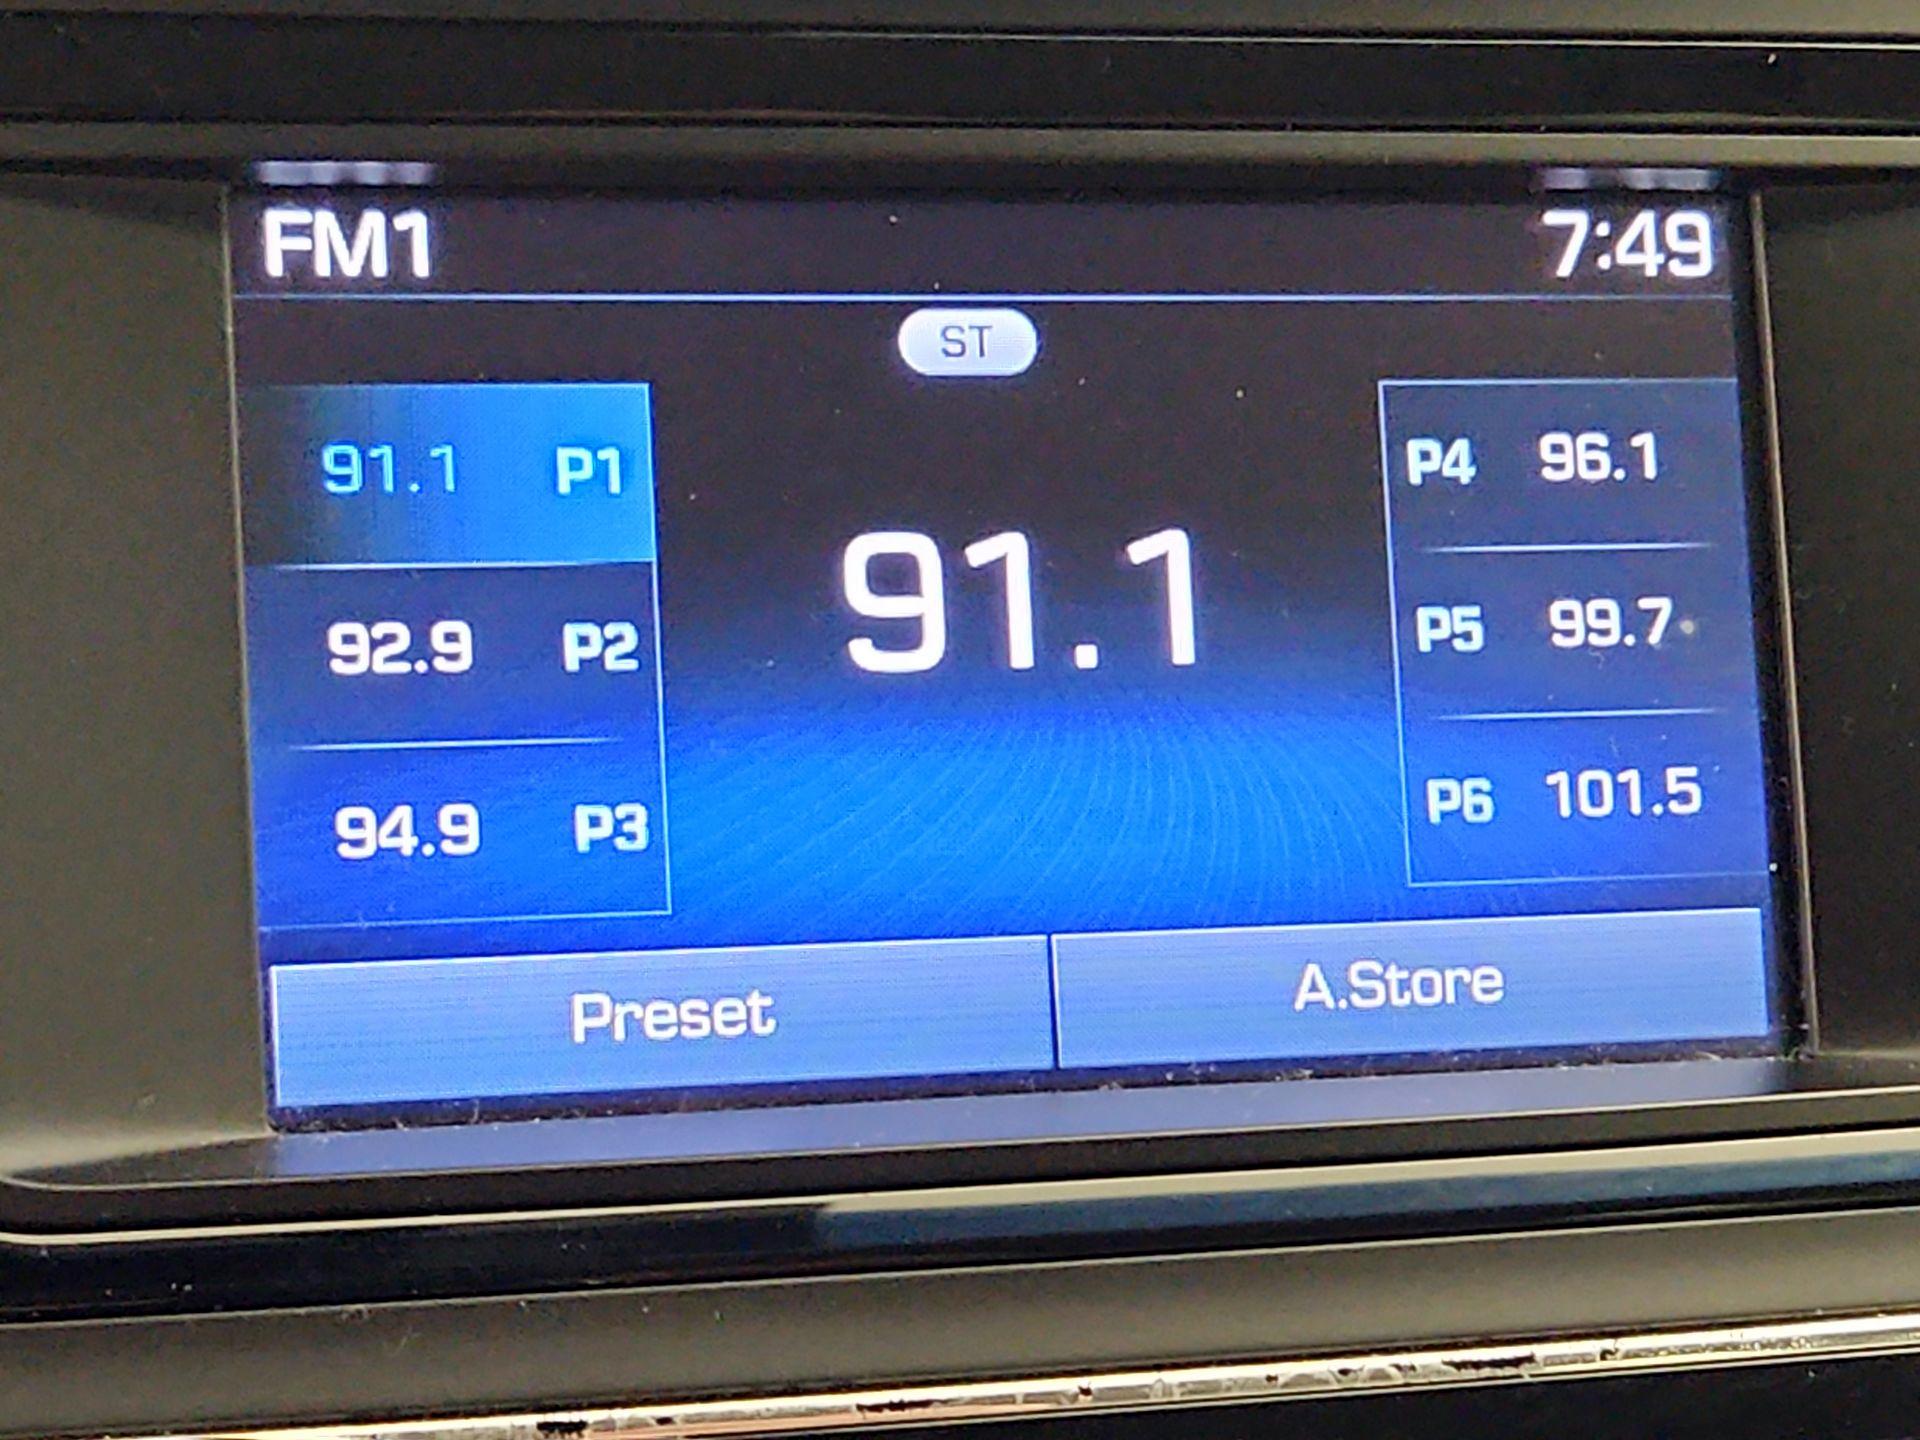 FM1
7:49
ST
91.1 P1
92.9 P2
94.9 P3
91.1
P4 96.1
P5 99.7
P6 101.5
Preset
A.Store